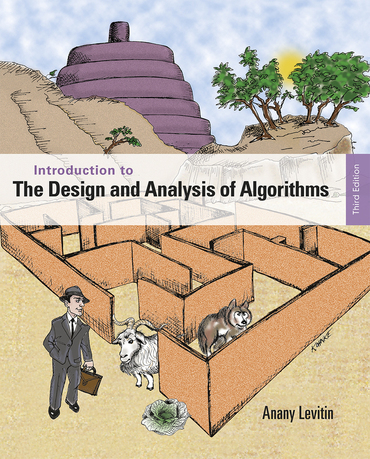 Introduction to
The Design and Analysis of Algorithms
Third Edition
Anany Levitin